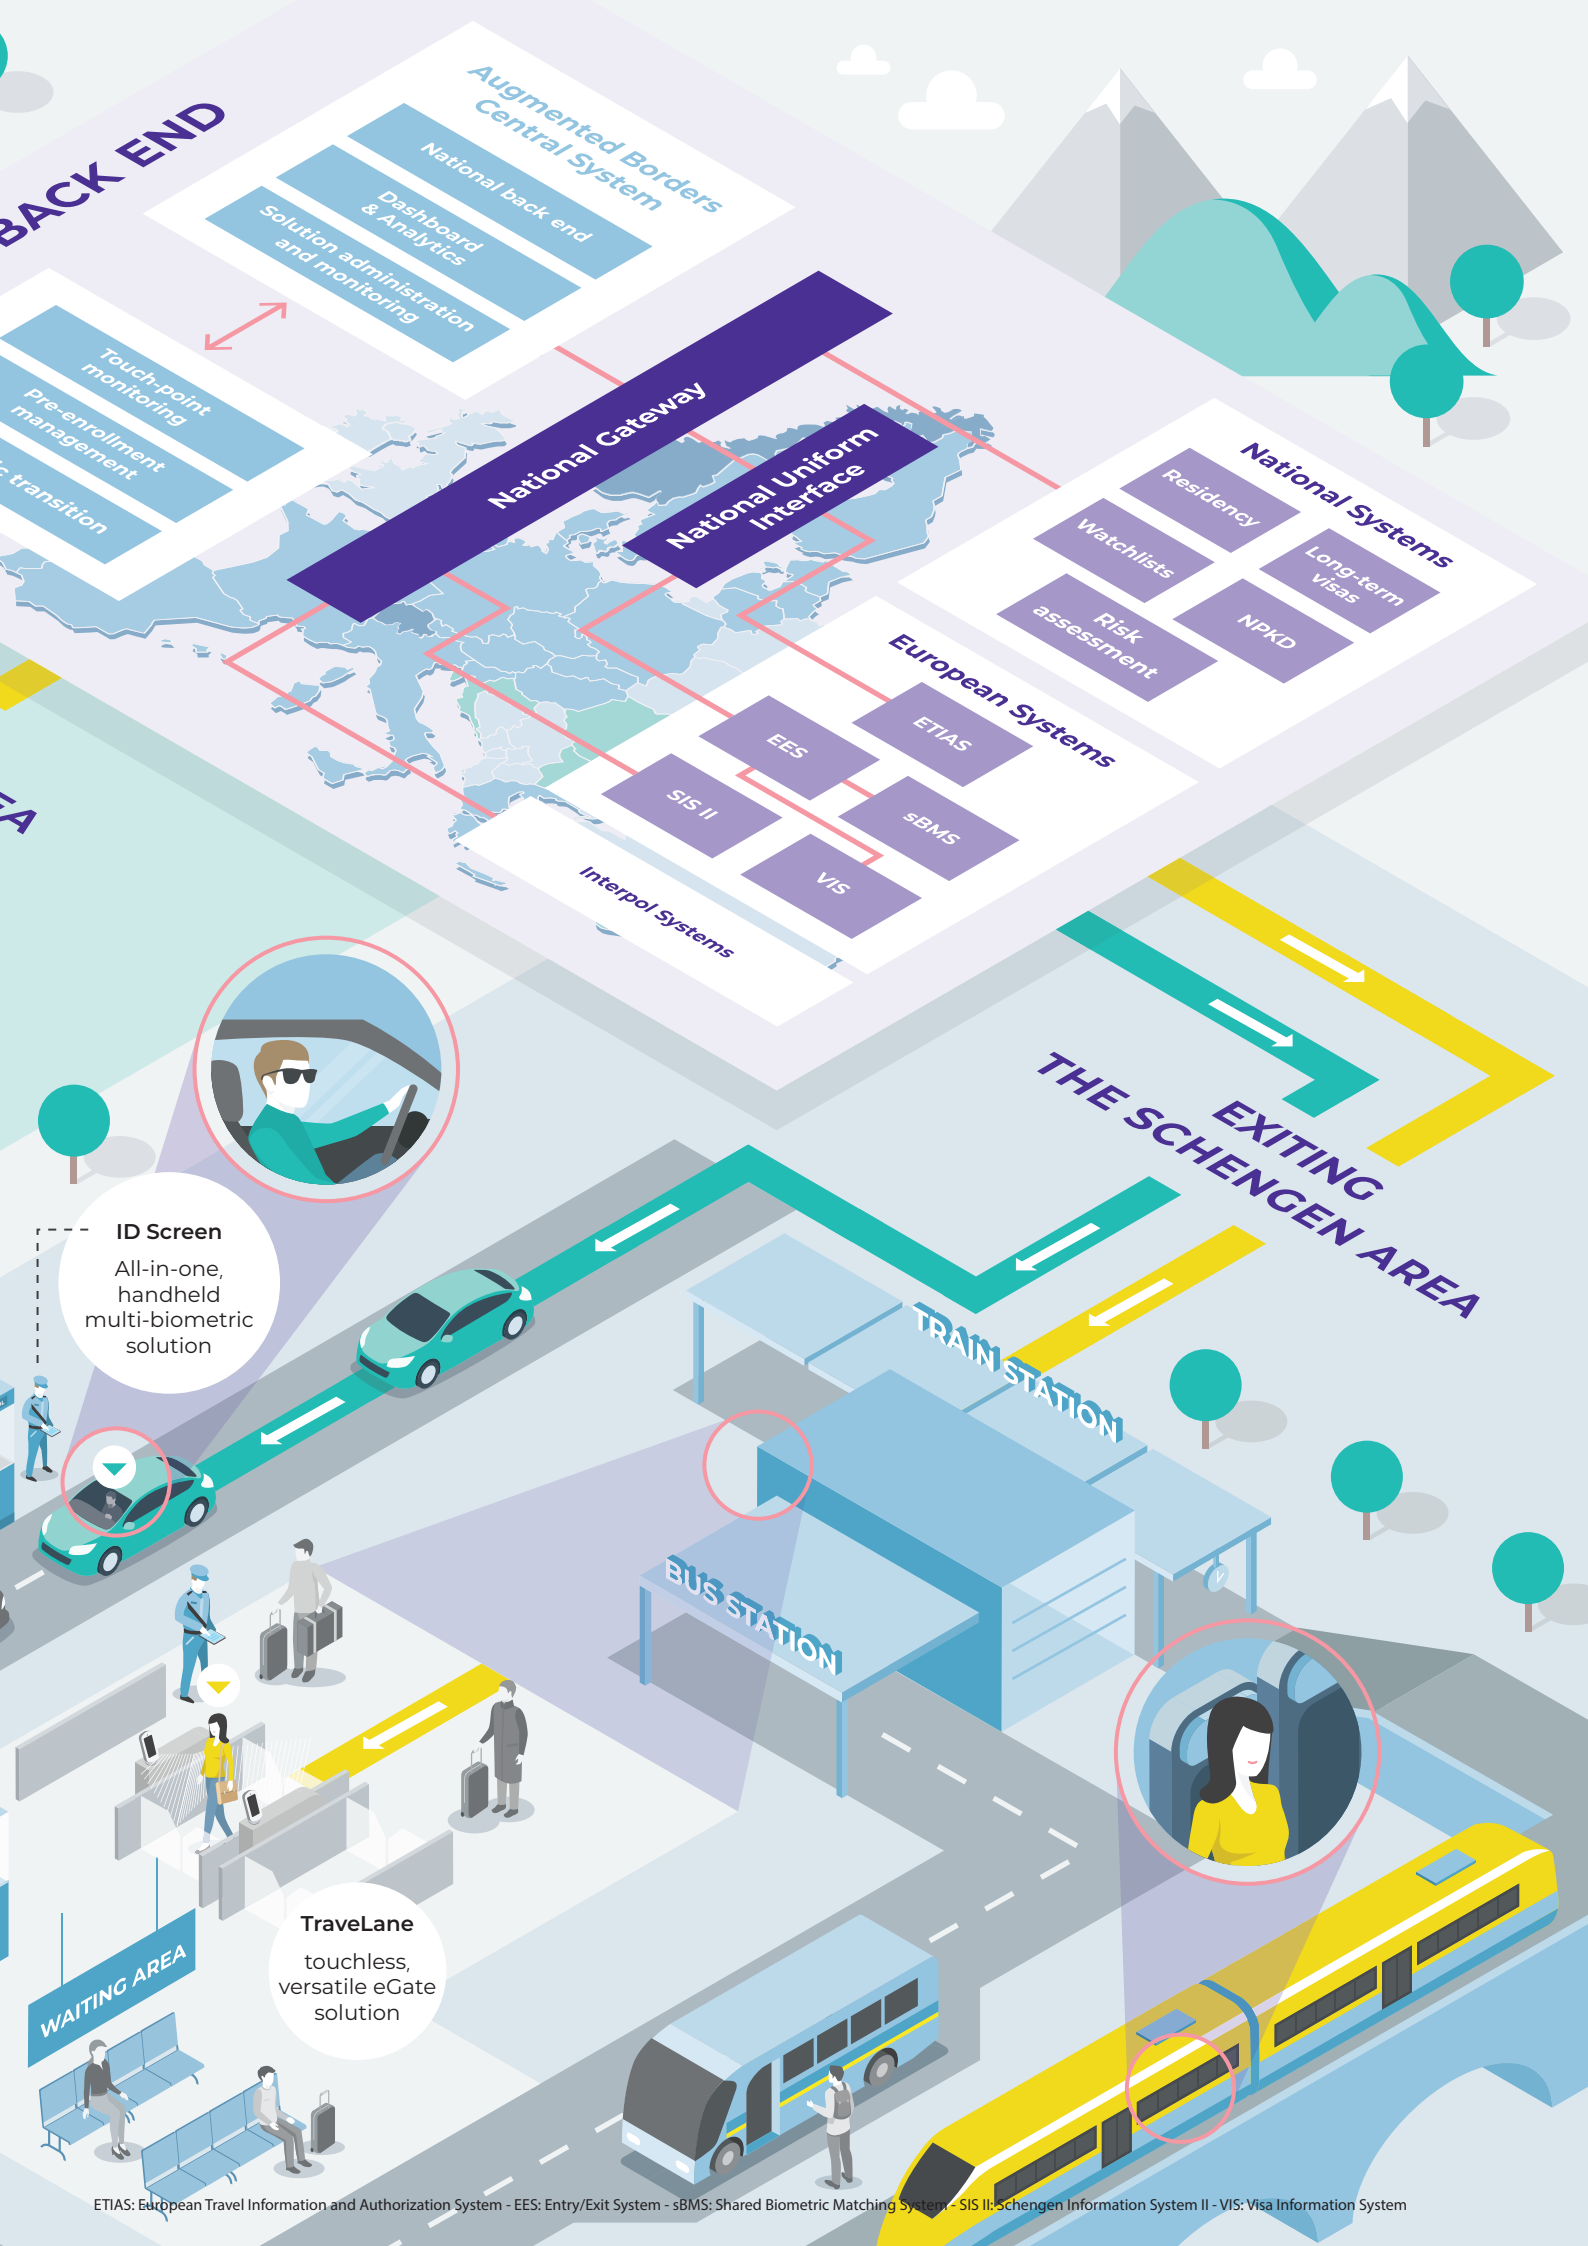 BACK END
Augmented Borders
Central System
National back end
Dashboard
& Analytics
Solution administration
and monitoring
Touch-point
monitoring
Pre-enrollment
management
transition
National Gateway
National Uniform
Interface
National Systems
Residency
Long-term
visas
Watchlists
NPKD
Risk
assessment
European Systems
ETIAS
EES
sBMS
SIS II
VIS
Interpol Systems
EXITING
THE SCHENGEN AREA
ID Screen
All-in-one,
handheld
multi-biometric
solution
TRAIN STATION
BUS STATION
TraveLane
touchless,
versatile eGate
solution
WAITING AREA
ETIAS: European Travel Information and Authorization System - EES: Entry/Exit System - sBMS: Shared Biometric Matching System - SIS II: Schengen Information System II - VIS: Visa Information System